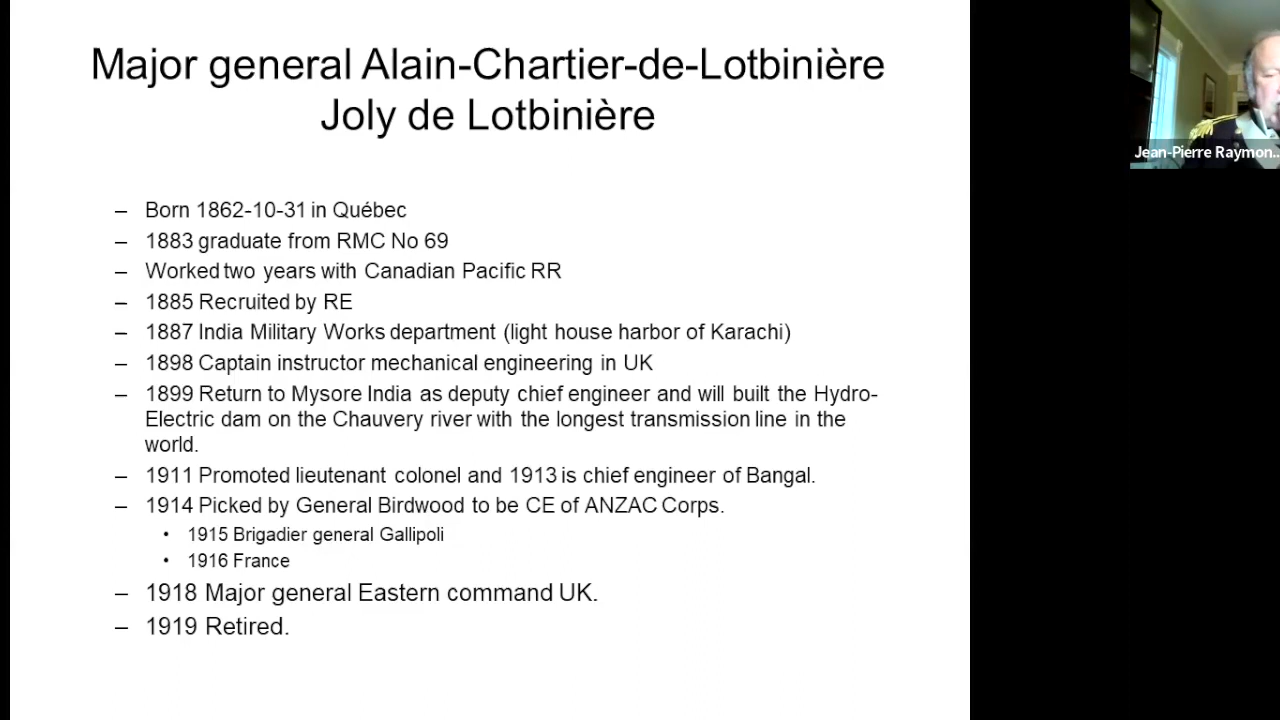 Major general Alain-Chartier-de-Lotbinière
Joly de Lotbinière
– Born 1862-10-31 in Québec
– 1883 graduate from RMC No 69
– Worked two years with Canadian Pacific RR
– 1885 Recruited by RE
– 1887 India Military Works department (light house harbor of Karachi)
– 1898 Captain instructor mechanical engineering in UK
– 1899 Return to Mysore India as deputy chief engineer and will built the Hydro-
Electric dam on the Chauvery river with the longest transmission line in the
world.
– 1911 Promoted lieutenant colonel and 1913 is chief engineer of Bangal.
– 1914 Picked by General Birdwood to be CE of ANZAC Corps.
• 1915 Brigadier general Gallipoli
• 1916 France
– 1918 Major general Eastern command UK.
– 1919 Retired.
Jean-Pierre Raymon...